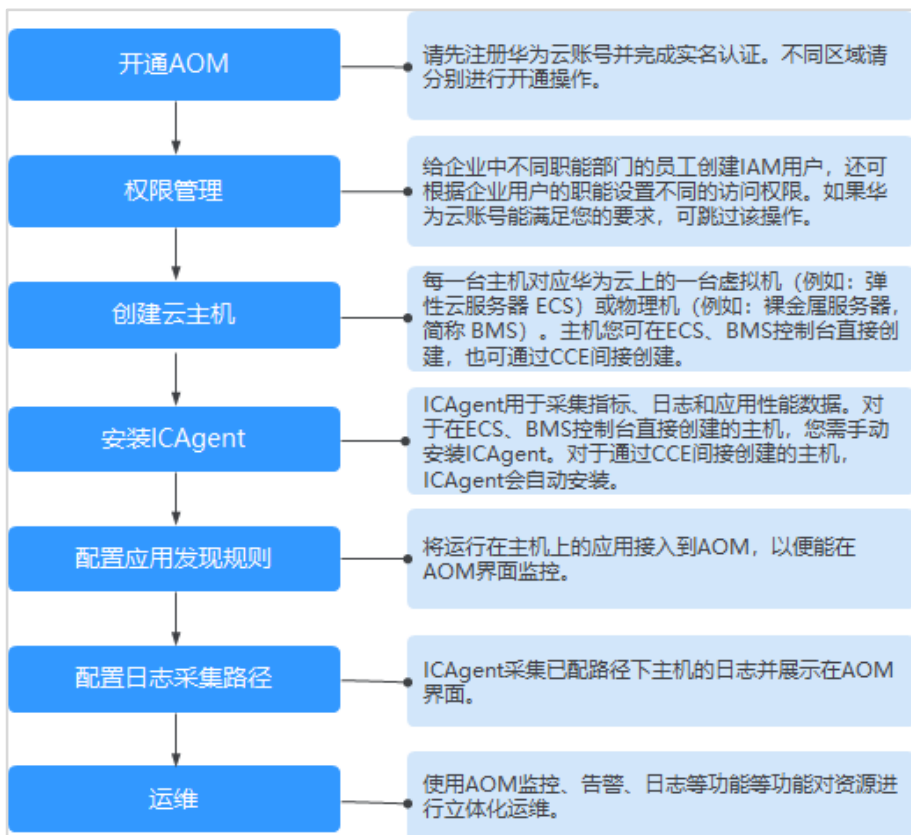 开通AOM
请先注册华为云账号并完成实名认证。不同区域请
分别进行开通操作。
权限管理
给企业中不同职能部门的员工创建IAM用户，还可
根据企业用户的职能设置不同的访问权限。如果华
为云账号能满足您的要求，可跳过该操作。
创建云主机
每一台主机对应华为云上的一台虚拟机（例如：弹
性云服务器 ECS）或物理机（例如：裸金属服务器，
简称 BMS）。主机您可在ECS、BMS控制台直接创
建，也可通过CCE间接创建。
安装ICAgent
ICAgent用于采集指标、日志和应用性能数据。对
于在ECS、BMS控制台直接创建的主机，您需手动
安装ICAgent。对于通过CCE间接创建的主机，
ICAgent会自动安装。
配置应用发现规则
将运行在主机上的应用接入到AOM，以便能在
AOM界面监控。
配置日志采集路径
ICAgent采集已配路径下主机的日志并展示在AOM
界面。
运维
使用AOM监控、告警、日志等功能等功能对资源进
行立体化运维。